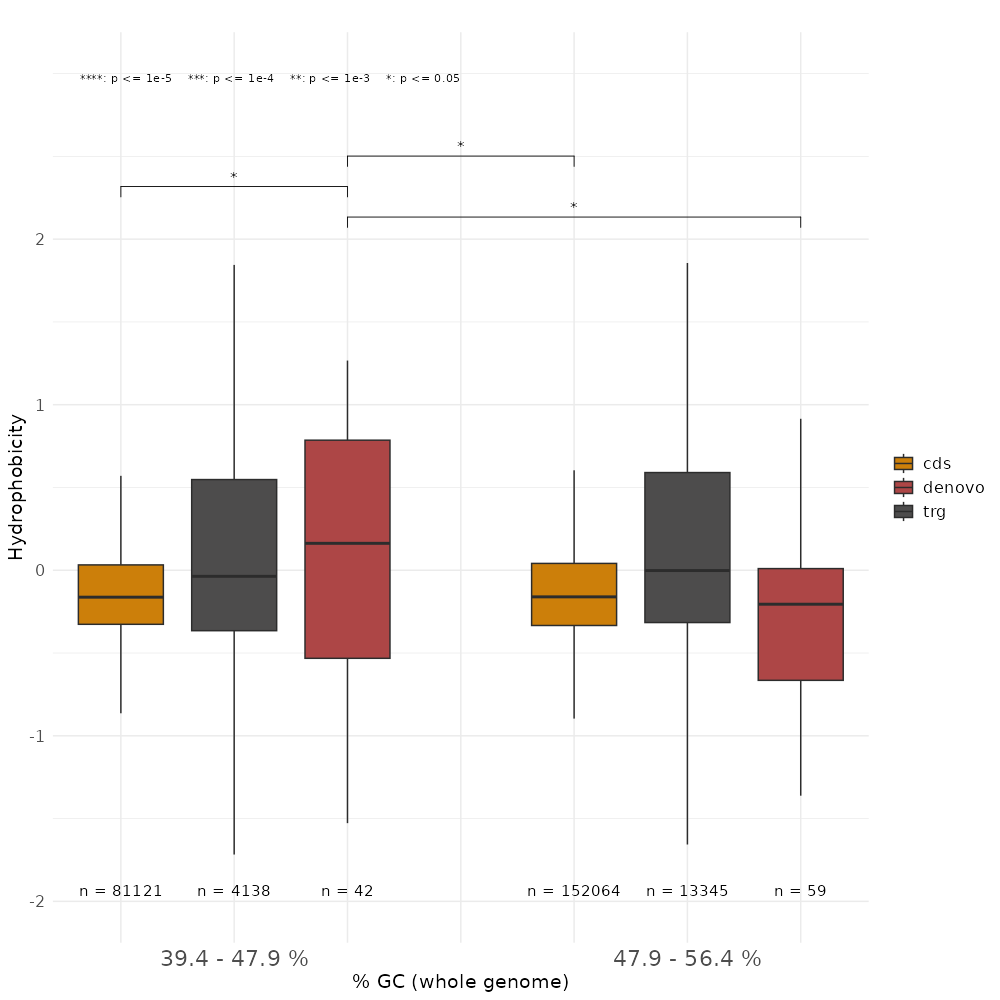 ****: p <= 1e-5 ***: p <= 1e-4 **: p <= 1e-3 *: p <= 0.05
*
*
*
2
1
0
-1
-2
Hydrophobicity
n = 81121 n = 4138 n = 42 n = 152064 n = 13345 n = 59
39.4 - 47.9 % 47.9 - 56.4 %
% GC (whole genome)
cds
denovo
trg